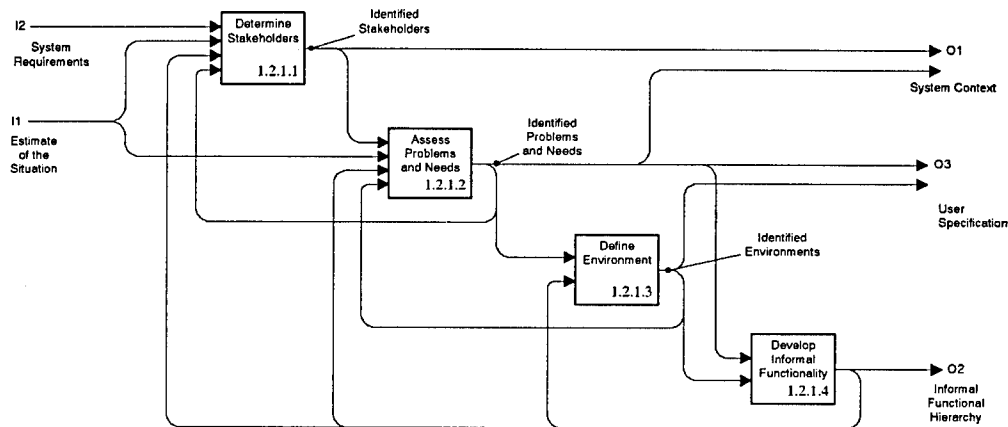 I2
System
Requirements
Determine
Stakeholders
1.2.1.1
Identified
Stakeholders
O1
System Context
I1
Estimate
of the
Situation
Assess
Problems
and Needs
1.2.1.2
Identified
Problems
and Needs
O3
User
Specification
Define
Environment
1.2.1.3
Identified
Environments
Develop
Informal
Functionality
1.2.1.4
O2
Informal
Functional
Hierarchy